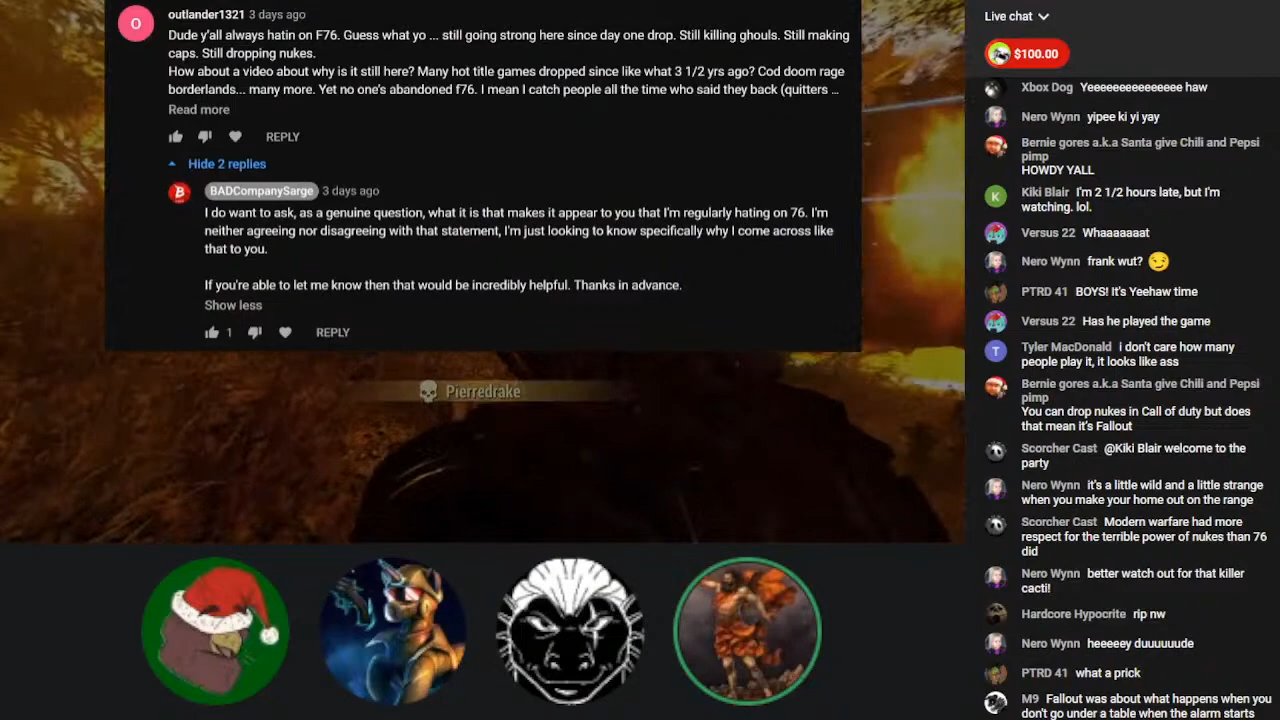 O
outlander1321 3 days ago
Dude y'all always hatin on F76. Guess what yo ... still going strong here since day one drop. Still killing ghouls. Still making
caps. Still dropping nukes.
How about a video about why is it still here? Many hot title games dropped since like what 3 1/2 yrs ago? Cod doom rage
borderlands... many more. Yet no one's abandoned f76. I mean I catch people all the time who said they back (quitters ...
Read more
REPLY
Hide 2 replies
BADCompanySarge 3 days ago
I do want to ask, as a genuine question, what it is that makes it appear to you that I'm regularly hating on 76. I'm
neither agreeing nor disagreeing with that statement, I'm just looking to know specifically why I come across like
that to you.
If you're able to let me know then that would be incredibly helpful. Thanks in advance.
Show less
1 REPLY
Pierredrake
Live chat
$100.00
Xbox Dog Yeeeeeeeeeeeeee haw
Nero Wynn yipee ki yi yay
Bernie gores a.k.a Santa give Chili and Pepsi
pimp
HOWDY YALL
K
Kiki Blair I'm 2 1/2 hours late, but I'm
watching. lol.
Versus 22 Whaaaaaaat
Nero Wynn frank wut? 😏
PTRD 41 BOYS! It's Yeehaw time
Versus 22 Has he played the game
T
Tyler MacDonald i don't care how many
people play it, it looks like ass
Bernie gores a.k.a Santa give Chili and Pepsi
pimp
You can drop nukes in Call of duty but does
that mean it's Fallout
Scorcher Cast @Kiki Blair welcome to the
party
Nero Wynn it's a little wild and a little strange
when you make your home out on the range
Scorcher Cast Modern warfare had more
respect for the terrible power of nukes than 76
did
Nero Wynn better watch out for that killer
cacti!
Hardcore Hypocrite rip nw
Nero Wynn heeeeey duuuuuude
PTRD 41 what a prick
M9 Fallout was about what happens when you
don't go under a table when the alarm starts